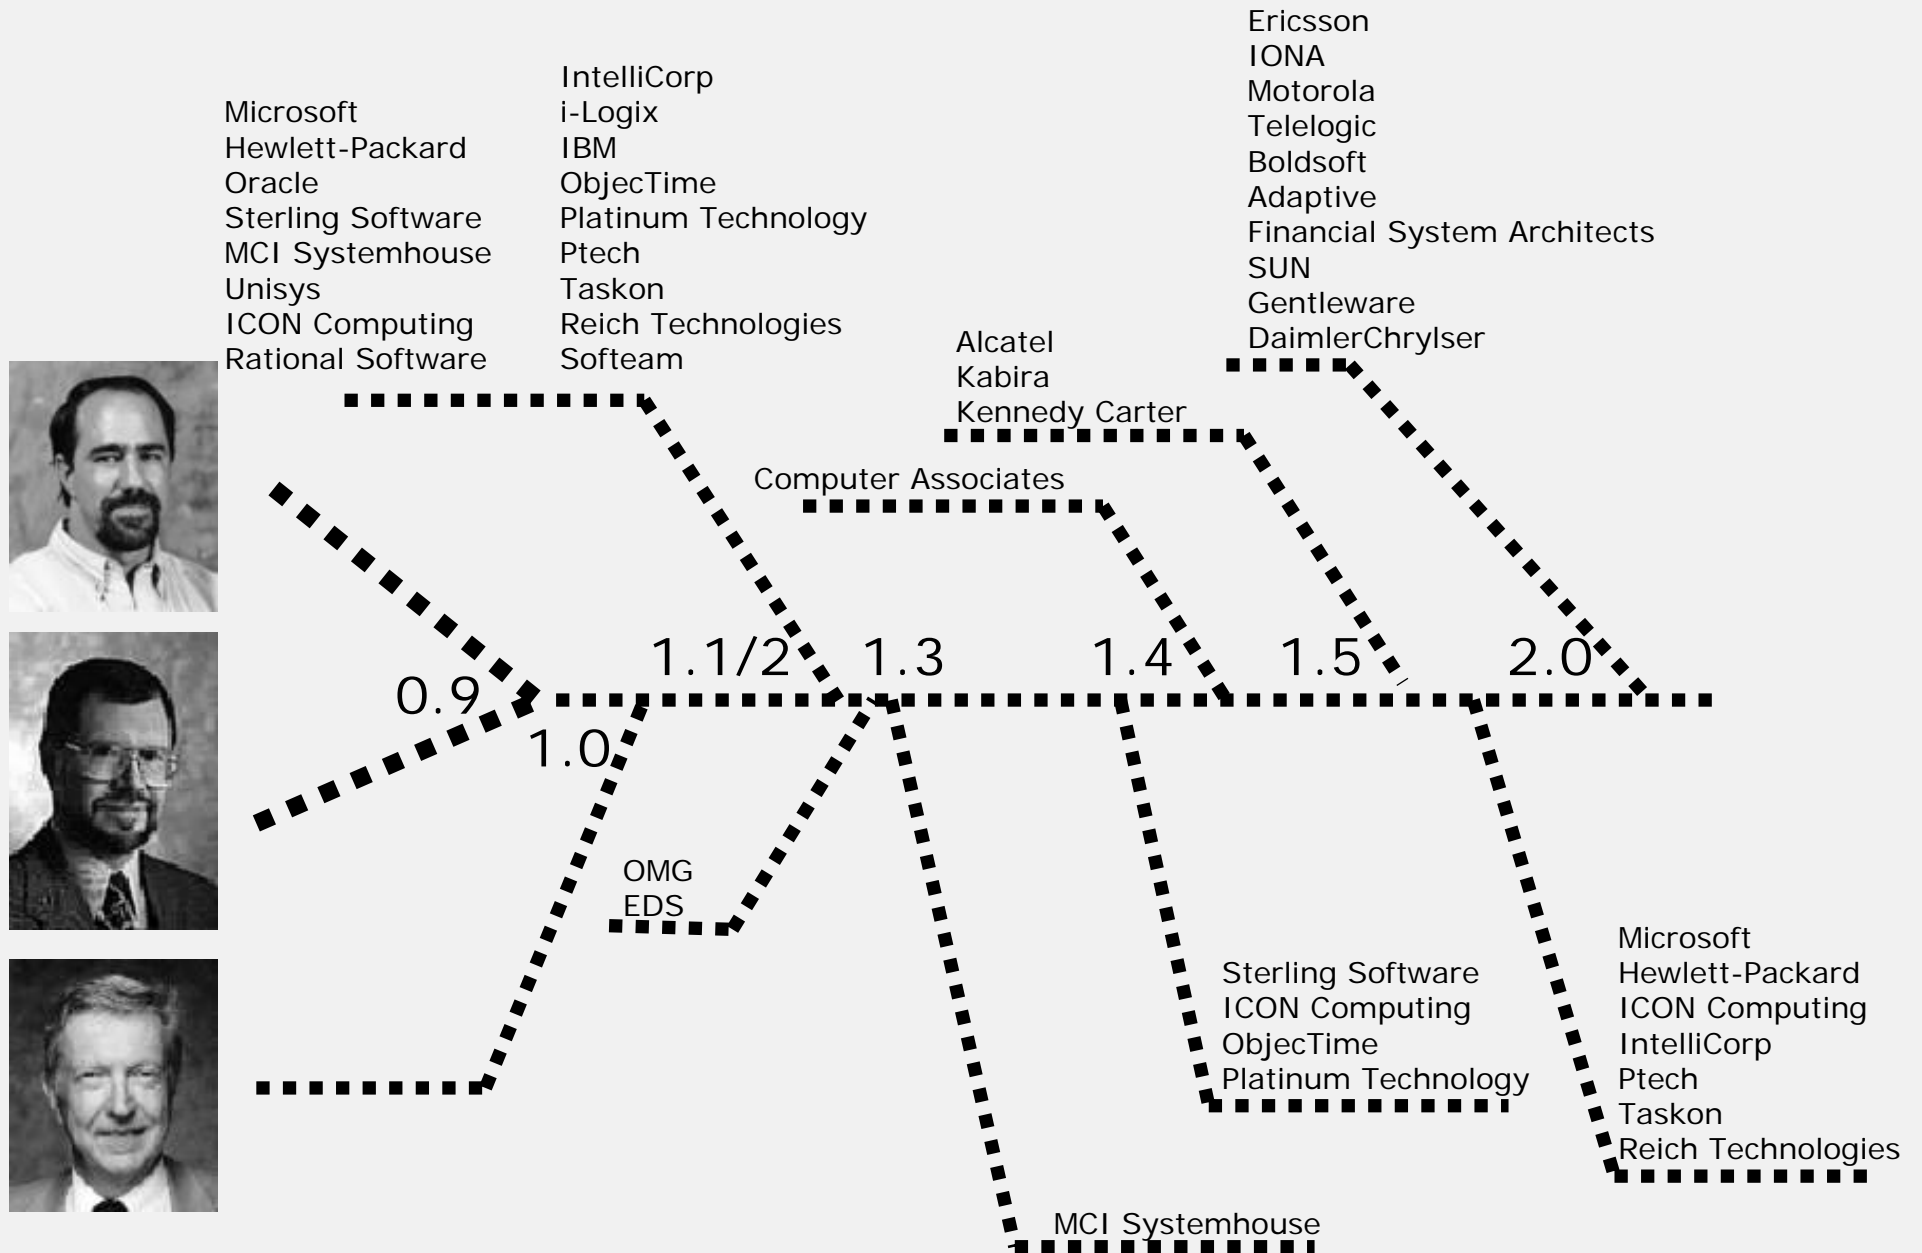 Microsoft
Hewlett-Packard
Oracle
Sterling Software
MCI Systemhouse
Unisys
ICON Computing
Rational Software
IntelliCorp
i-Logix
IBM
ObjecTime
Platinum Technology
Ptech
Taskon
Reich Technologies
Softeam
Computer Associates
Alcatel
Kabira
Kennedy Carter
Ericsson
IONA
Motorola
Telelogic
Boldsoft
Adaptive
Financial System Architects
SUN
Gentleware
DaimlerChrylser
0.9
1.0
1.1/2
1.3
1.4
1.5
2.0
OMG
EDS
MCI Systemhouse
Sterling Software
ICON Computing
ObjecTime
Platinum Technology
Microsoft
Hewlett-Packard
ICON Computing
IntelliCorp
Ptech
Taskon
Reich Technologies